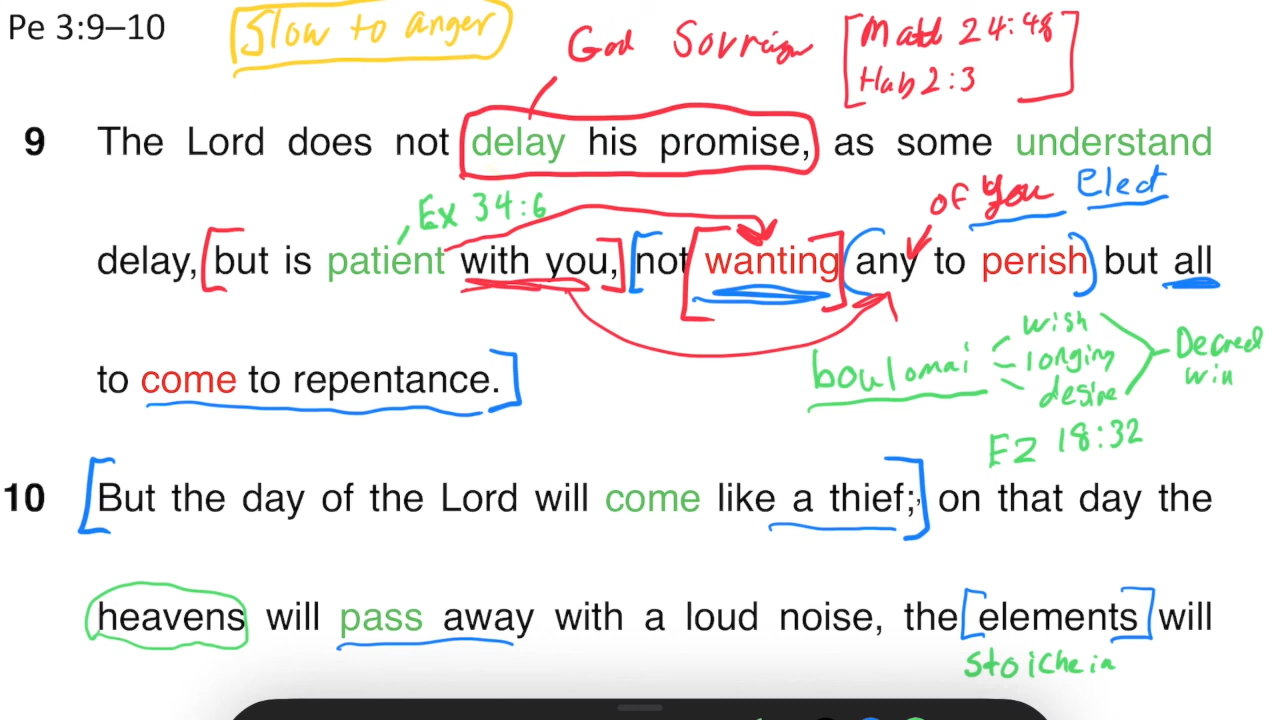 Pe 3:9–10
Slow to anger
God Sovreign
Matt 24:48
Hab 2:3
9 The Lord does not delay his promise, as some understand
of you Elect
Ex 34:6
delay, but is patient with you, not wanting any to perish but all
boulomai
wish
longing
desire
Decreed
will
to come to repentance.
Ez 18:32
10 But the day of the Lord will come like a thief; on that day the
heavens will pass away with a loud noise, the elements will
Stoicheia